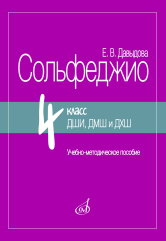 Е. В. Давыдова
Сольфеджио
4 класс
ДШИ, ДМШ и ДХШ
Учебно-методическое пособие